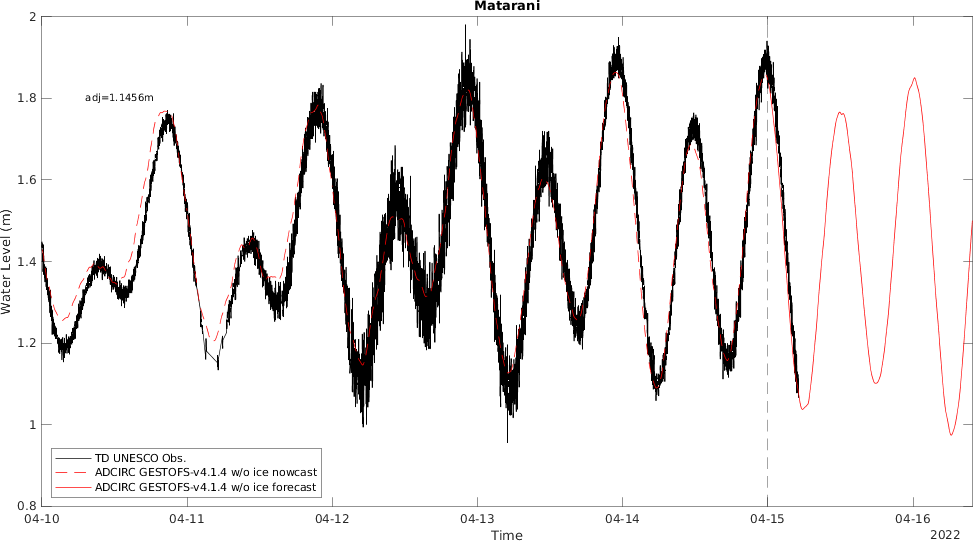 Matarani
2
1.8
1.6
1.4
1.2
1
0.8
Water Level (m)
adj=1.1456m
TD UNESCO Obs.
ADCIRC GESTOFS-v4.1.4 w/o ice nowcast
ADCIRC GESTOFS-v4.1.4 w/o ice forecast
04-10 04-11 04-12 04-13 04-14 04-15 04-16
Time
2022